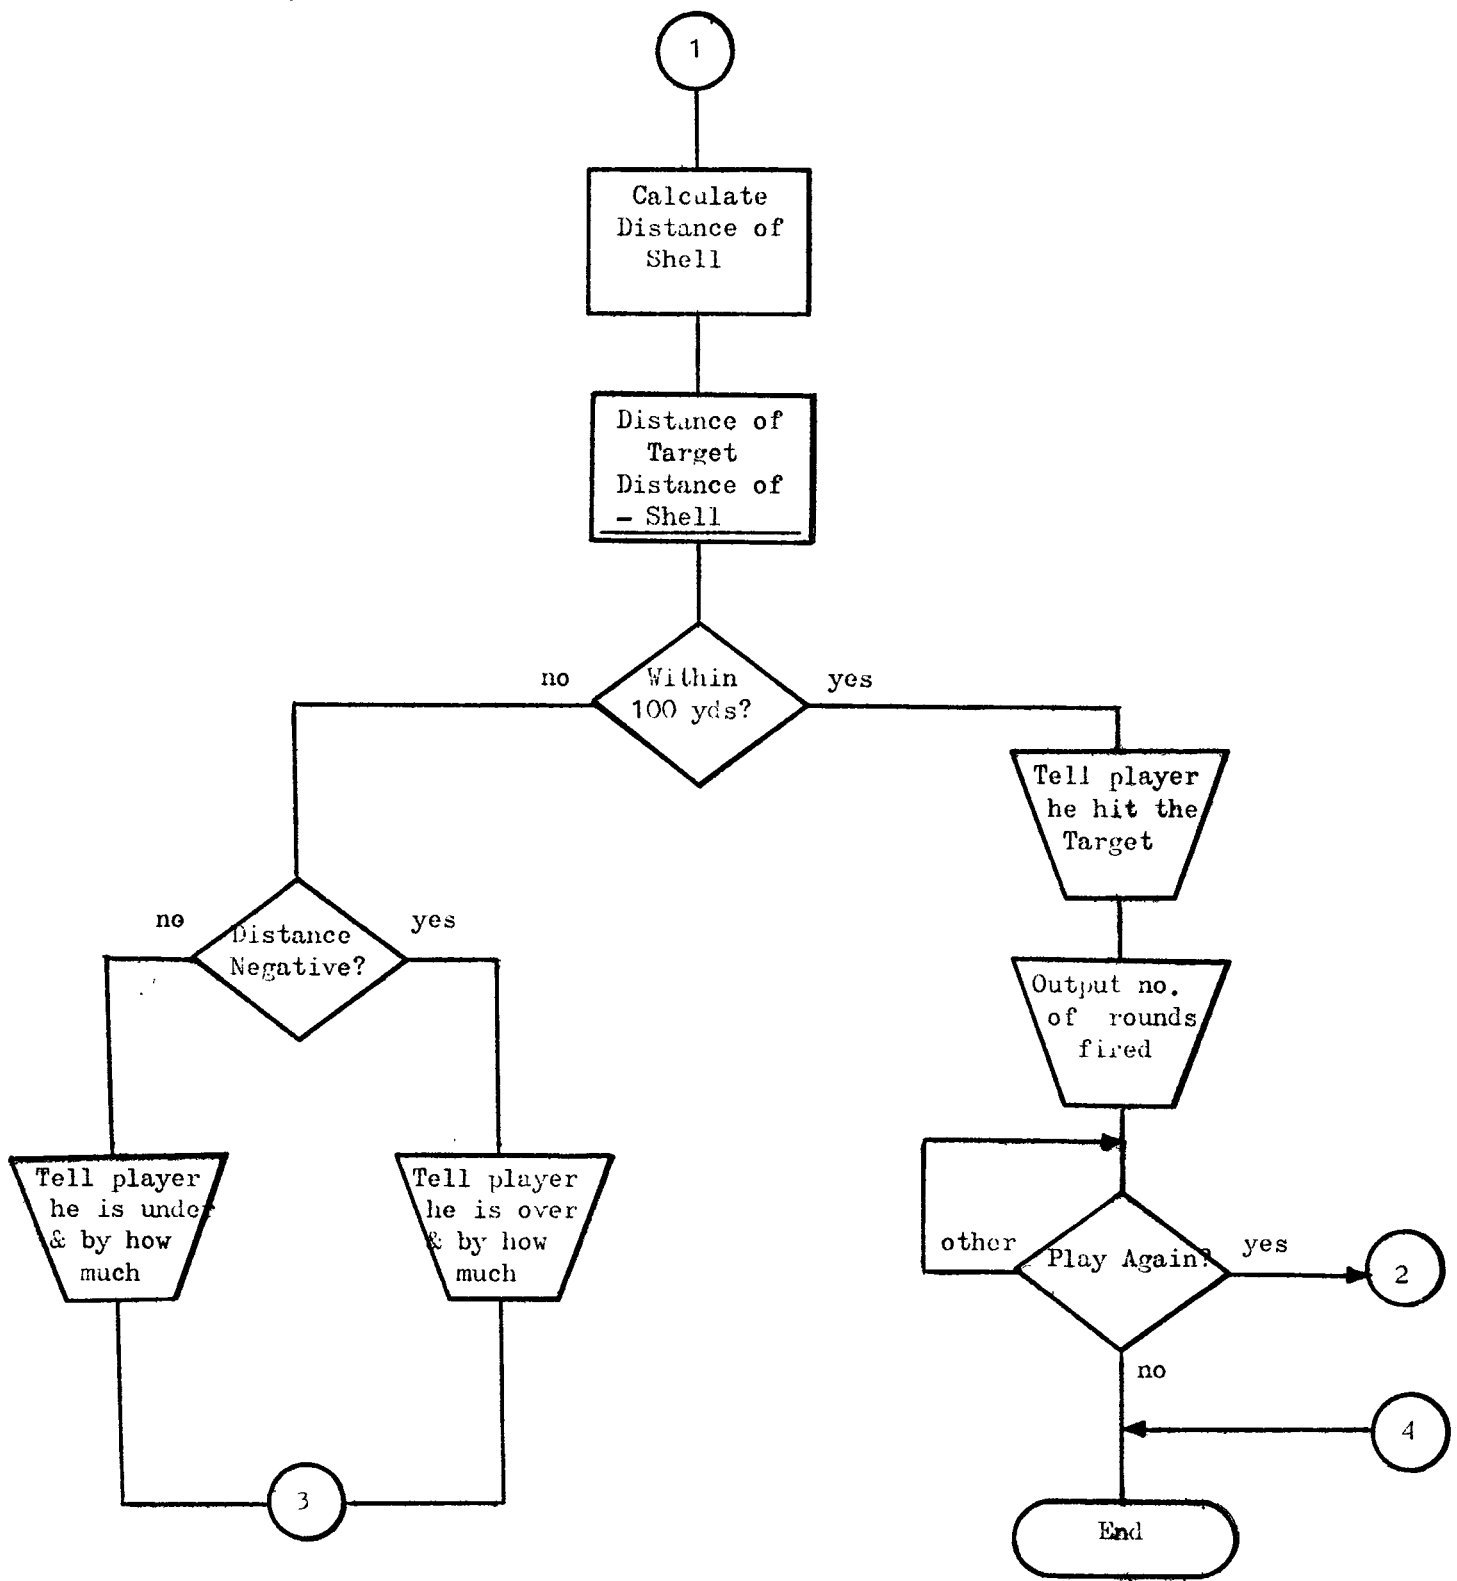 1
Calculate
Distance of
Shell
Distance of
Target
Distance of
- Shell
no
Within
100 yds?
yes
Tell player
he hit the
Target
no
Distance
Negative?
yes
Output no.
of rounds
fired
Tell player
he is under
& by how
much
Tell player
he is over
& by how
much
other
Play Again?
yes
2
no
4
3
End